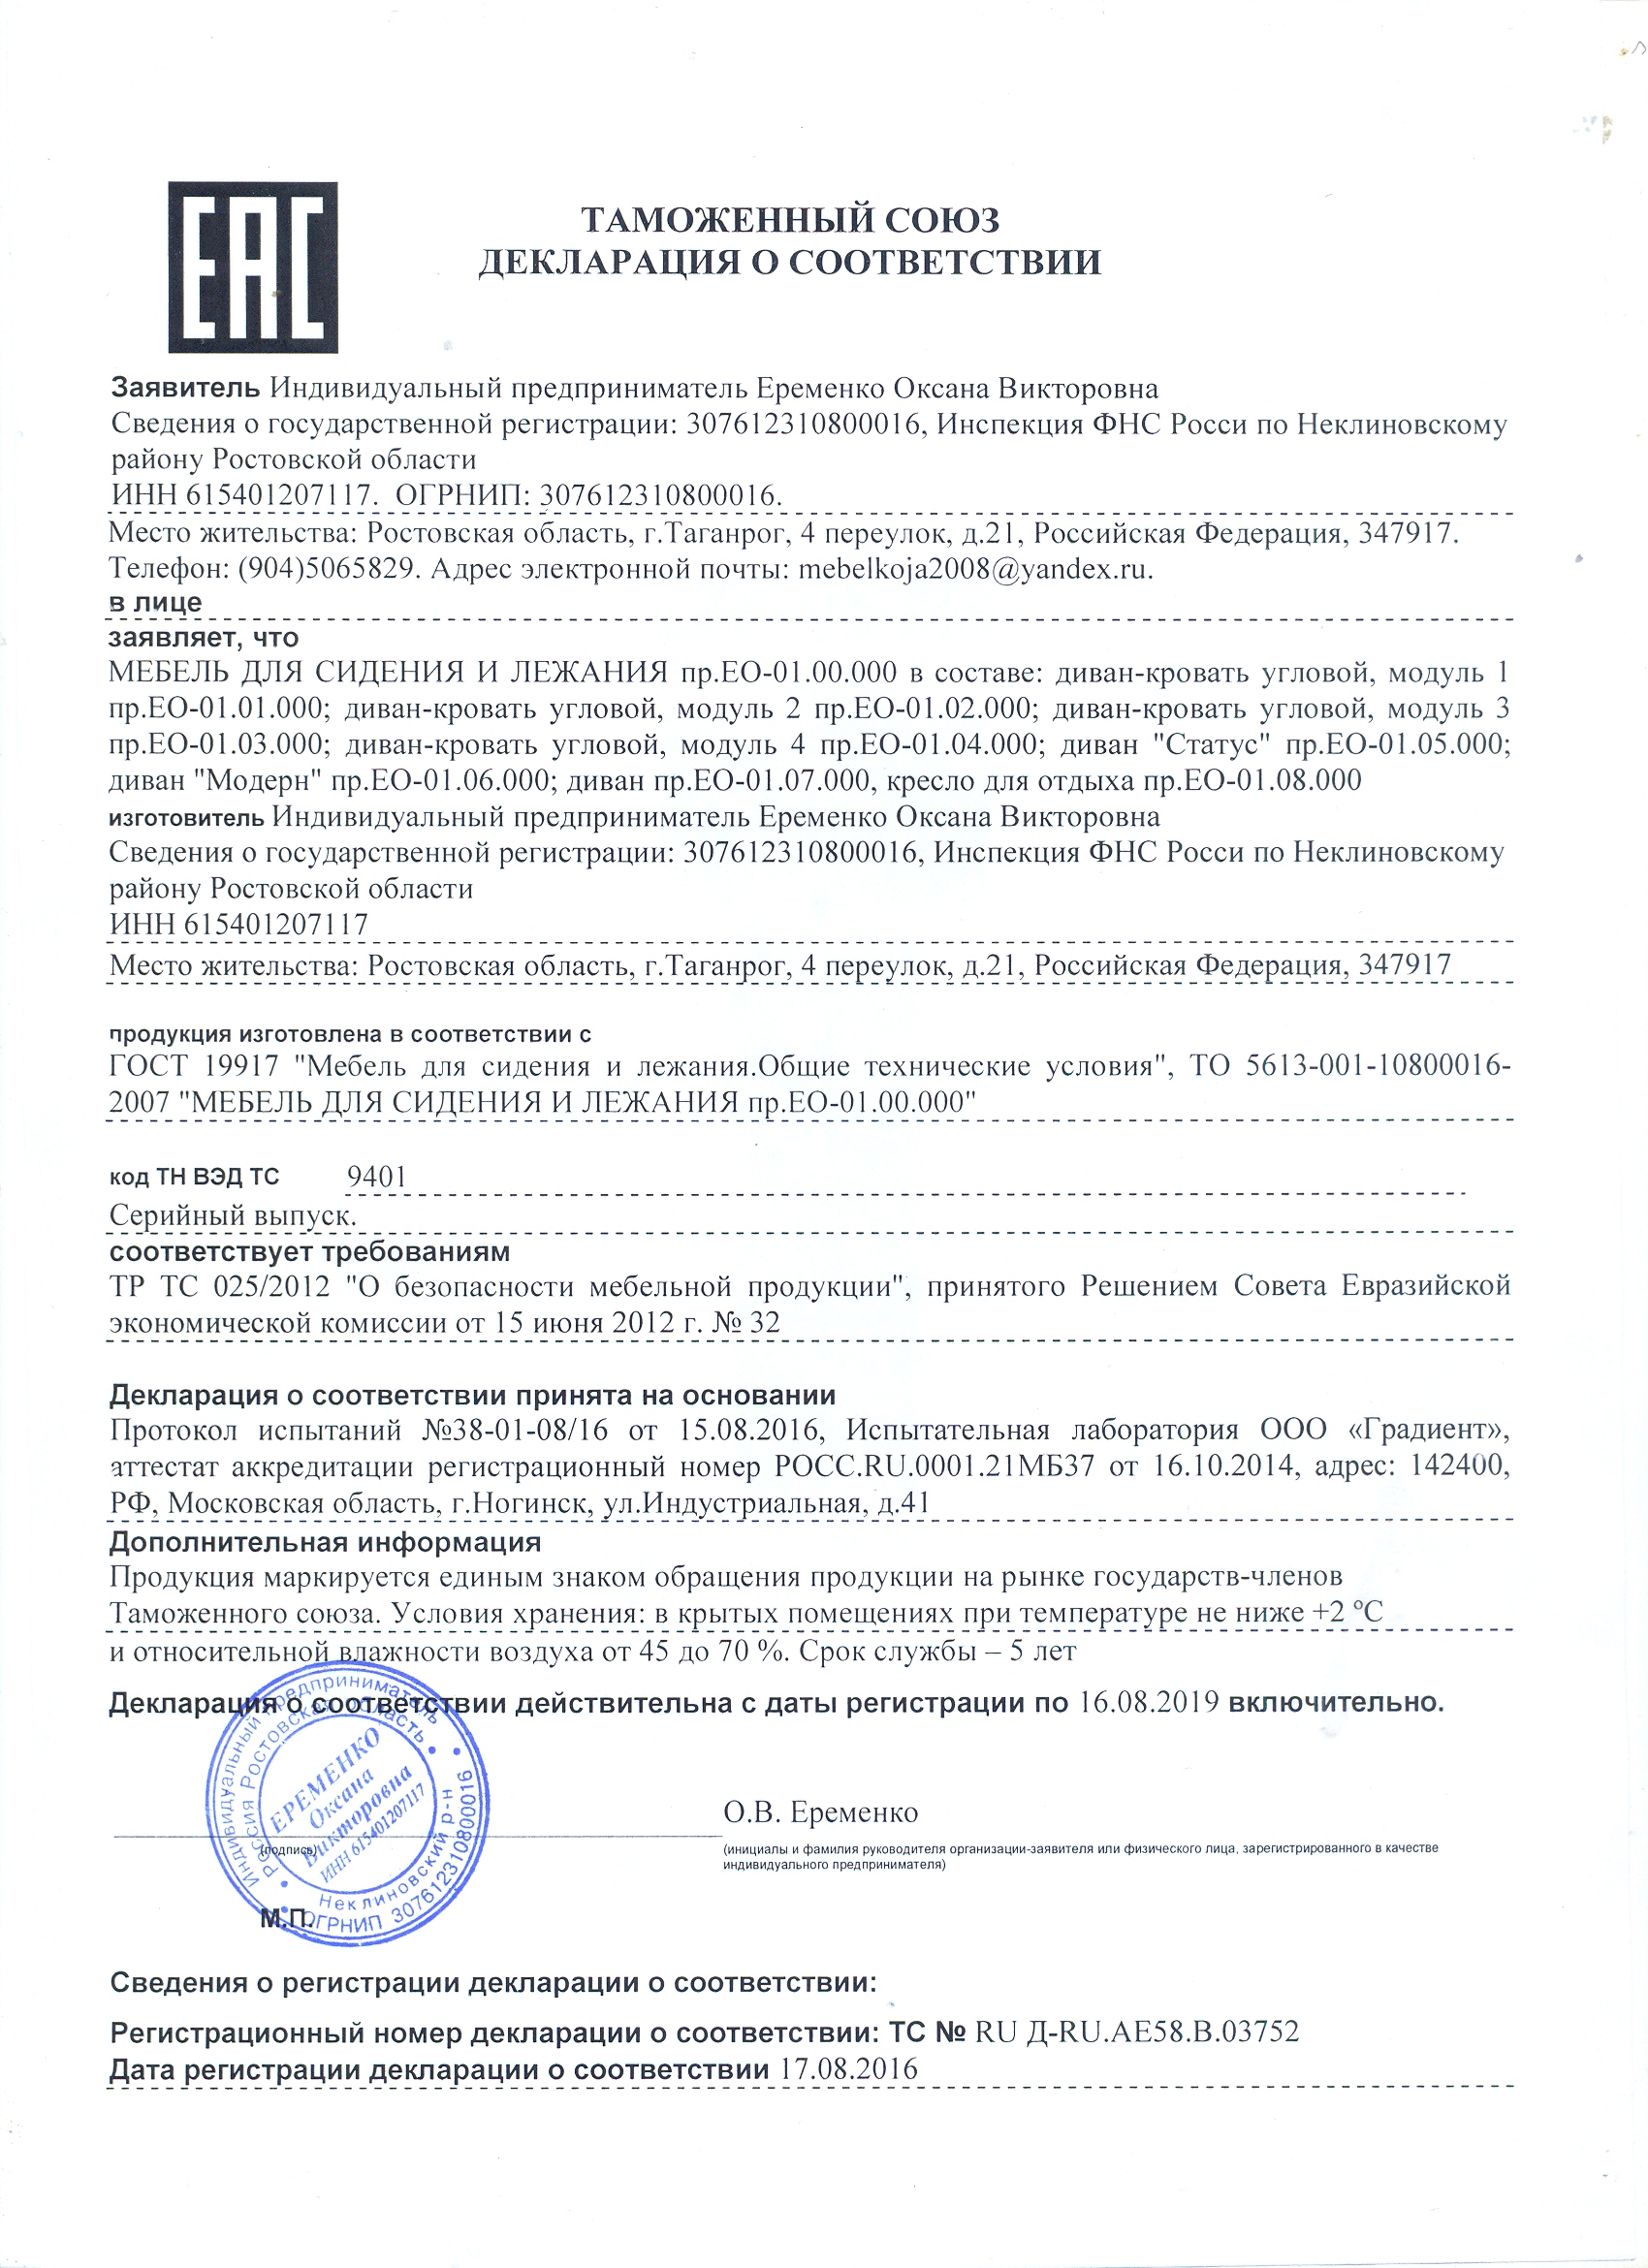 ЕАС
ТАМОЖЕННЫЙ СОЮЗ
ДЕКЛАРАЦИЯ О СООТВЕТСТВИИ
Заявитель Индивидуальный предприниматель Еременко Оксана Викторовна
Сведения о государственной регистрации: 307612310800016, Инспекция ФНС Росси по Неклиновскому
району Ростовской области
ИНН 615401207117. ОГРНИП: 307612310800016.
Место жительства: Ростовская область, г.Таганрог, 4 переулок, д.21, Российская Федерация, 347917.
Телефон: (904)5065829. Адрес электронной почты: mebelkoja2008@yandex.ru.
в лице
заявляет, что
МЕБЕЛЬ ДЛЯ СИДЕНИЯ И ЛЕЖАНИЯ пр.ЕО-01.00.000 в составе: диван-кровать угловой, модуль 1
пр.ЕО-01.01.000; диван-кровать угловой, модуль 2 пр.ЕО-01.02.000; диван-кровать угловой, модуль 3
пр.ЕО-01.03.000; диван-кровать угловой, модуль 4 пр.ЕО-01.04.000; диван "Статус" пр.ЕО-01.05.000;
диван "Модерн" пр.ЕО-01.06.000; диван пр.ЕО-01.07.000, кресло для отдыха пр.ЕО-01.08.000
изготовитель Индивидуальный предприниматель Еременко Оксана Викторовна
Сведения о государственной регистрации: 307612310800016, Инспекция ФНС Росси по Неклиновскому
району Ростовской области
ИНН 615401207117
Место жительства: Ростовская область, г.Таганрог, 4 переулок, д.21, Российская Федерация, 347917
продукция изготовлена в соответствии с
ГОСТ 19917 "Мебель для сидения и лежания.Общие технические условия", ТО 5613-001-10800016-
2007 "МЕБЕЛЬ ДЛЯ СИДЕНИЯ И ЛЕЖАНИЯ пр.ЕО-01.00.000"
код ТН ВЭД ТС 9401
Серийный выпуск.
соответствует требованиям
ТР ТС 025/2012 "О безопасности мебельной продукции", принятого Решением Совета Евразийской
экономической комиссии от 15 июня 2012 г. № 32
Декларация о соответствии принята на основании
Протокол испытаний №38-01-08/16 от 15.08.2016, Испытательная лаборатория ООО «Градиент»,
аттестат аккредитации регистрационный номер РОСС.RU.0001.21МБ37 от 16.10.2014, адрес: 142400,
РФ, Московская область, г.Ногинск, ул.Индустриальная, д.41
Дополнительная информация
Продукция маркируется единым знаком обращения продукции на рынке государств-членов
Таможенного союза. Условия хранения: в крытых помещениях при температуре не ниже +2 ºС
и относительной влажности воздуха от 45 до 70 %. Срок службы – 5 лет
Декларация о соответствии действительна с даты регистрации по 16.08.2019 включительно.
Индивидуальный предприниматель
Россия Ростовская область
ЕРЕМЕНКО
Оксана
Викторовна
ИНН 615401207117
Неклиновский р-н
ОГРНИП 307612310800016
О.В. Еременко
(подпись)
(инициалы и фамилия руководителя организации-заявителя или физического лица, зарегистрированного в качестве
индивидуального предпринимателя)
М.П.
Сведения о регистрации декларации о соответствии:
Регистрационный номер декларации о соответствии: ТС № RU Д-RU.АЕ58.В.03752
Дата регистрации декларации о соответствии 17.08.2016